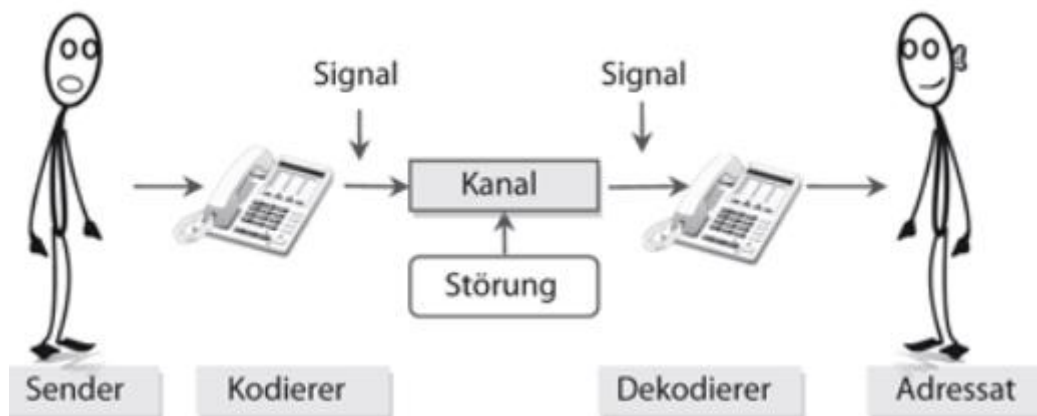 Signal
Signal
Kanal
Störung
Sender
Kodierer
Dekodierer
Adressat